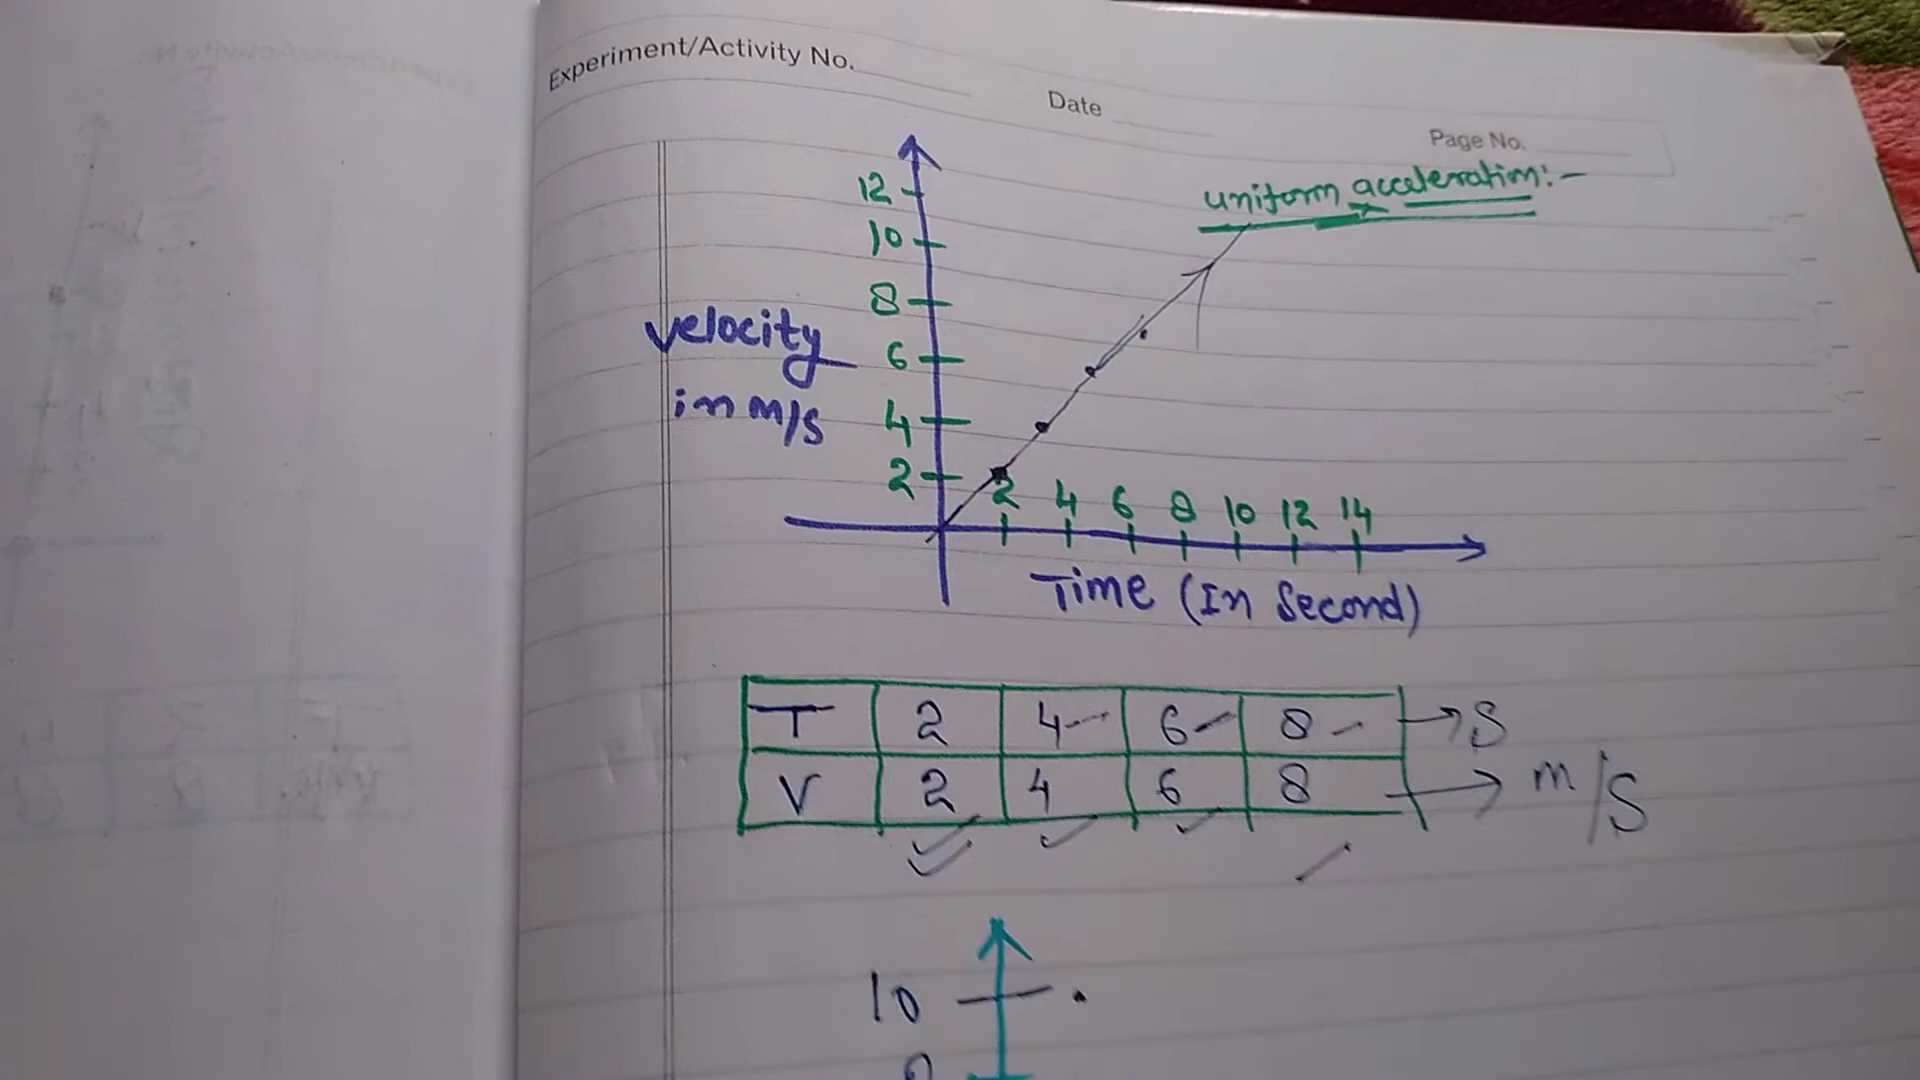 Experiment/Activity No.
Date
Page No.
uniform acceleration:-
12
10
8
6
4
2
velocity
in m/s
2 4 6 8 10 12 14
Time (In Second)
T 2 4 6 8 → S
V 2 4 6 8 → m/s
10